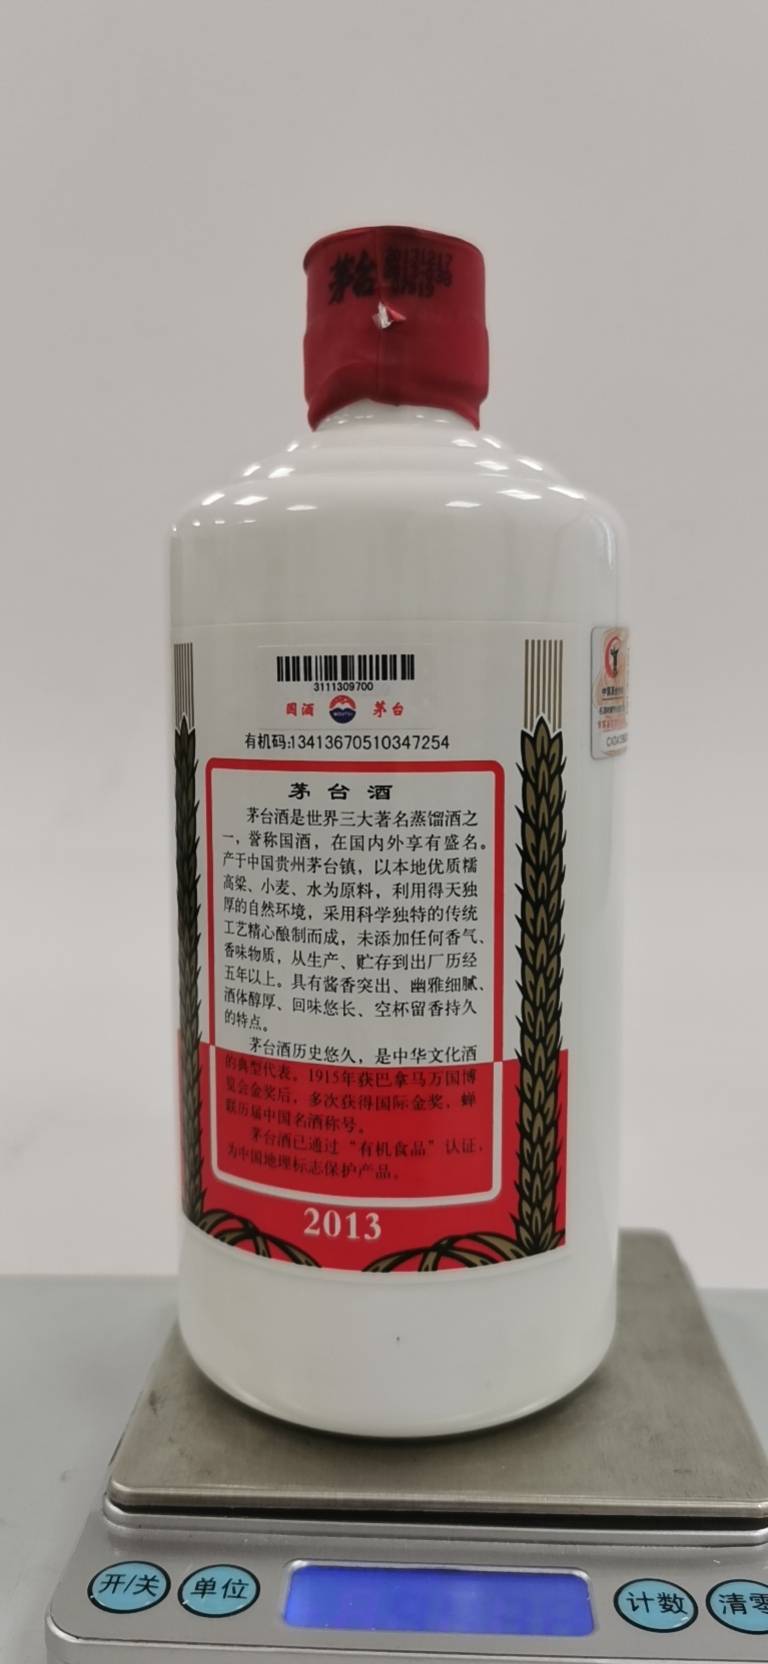 茅台
3111309700
国酒 茅台
有机码:13413670510347254
茅台酒
茅台酒是世界三大著名蒸馏酒之
一，誉称国酒，在国内外享有盛名。
产于中国贵州茅台镇，以本地优质糯
高粱、小麦、水为原料，利用得天独
厚的自然环境，采用科学独特的传统
工艺精心酿制而成，未添加任何香气、
香味物质，从生产、贮存到出厂历经
五年以上。具有酱香突出、幽雅细腻、
酒体醇厚、回味悠长、空杯留香持久
的特点。
茅台酒历史悠久，是中华文化酒
的典型代表。1915年获巴拿马万国博
览会金奖后，多次获得国际金奖，蝉
联历届中国名酒称号。
茅台酒已通过“有机食品”认证，
为中国地理标志保护产品。
2013
开/关 单位 计数 清零